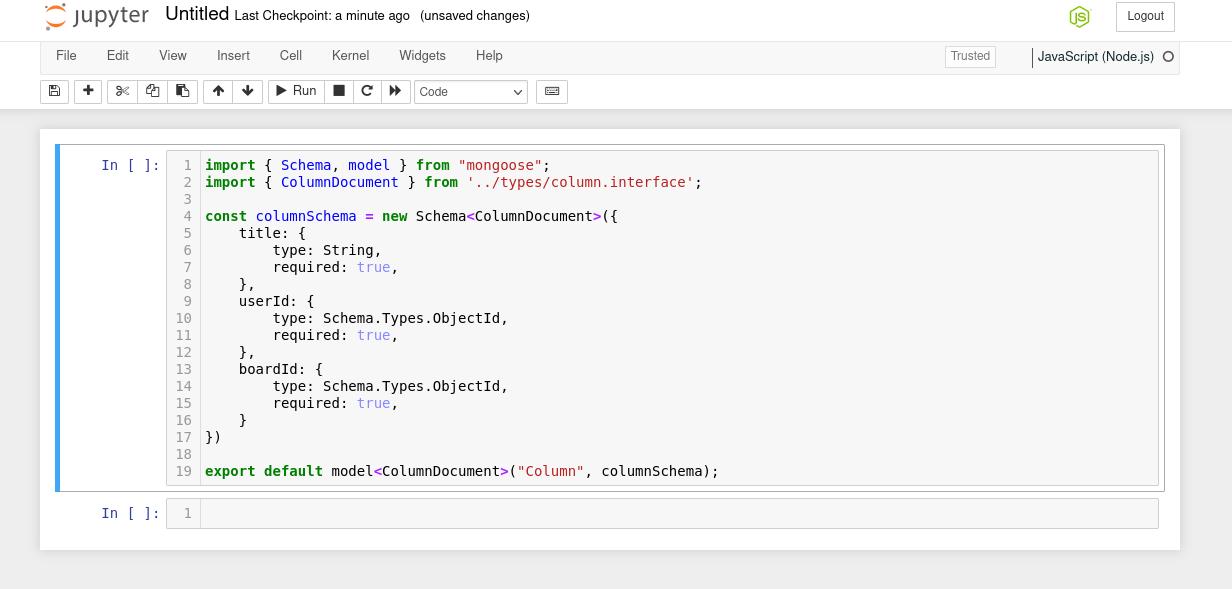 jupyter Untitled Last Checkpoint: a minute ago (unsaved changes) JS Logout
File Edit View Insert Cell Kernel Widgets Help Trusted JavaScript (Node.js)
Run Code
In [ ]:
1 import { Schema, model } from "mongoose";
2 import { ColumnDocument } from '../types/column.interface';
3
4 const columnSchema = new Schema<ColumnDocument>({
5     title: {
6         type: String,
7         required: true,
8     },
9     userId: {
10         type: Schema.Types.ObjectId,
11         required: true,
12     },
13     boardId: {
14         type: Schema.Types.ObjectId,
15         required: true,
16     }
17 })
18
19 export default model<ColumnDocument>("Column", columnSchema);
In [ ]:
1